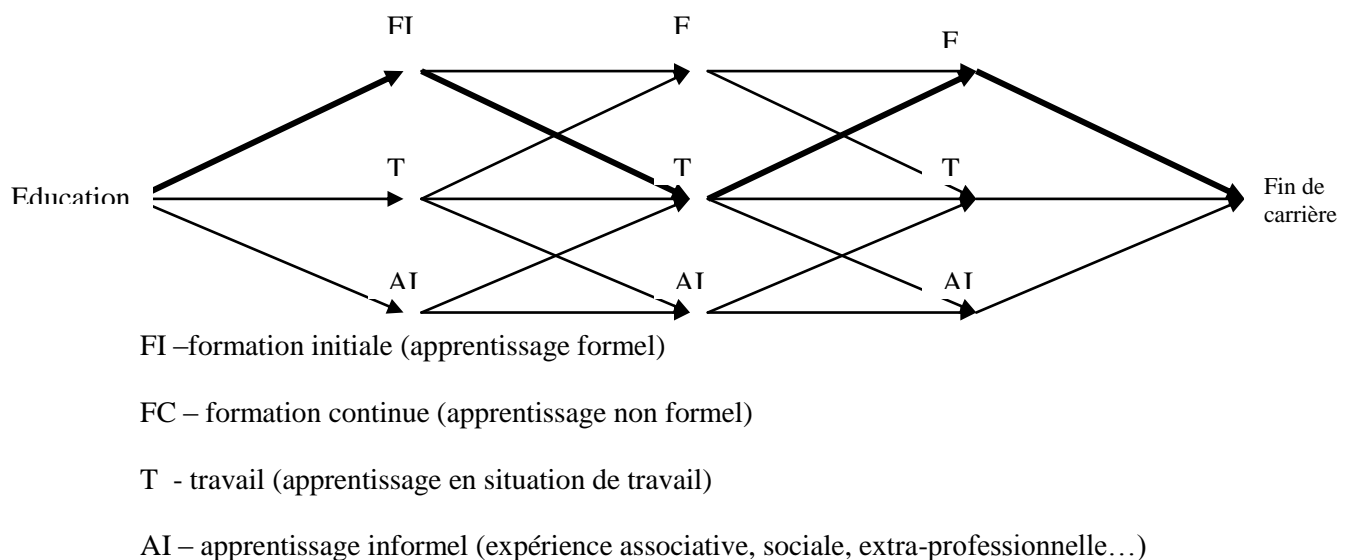 FI F F
T T T
Education Fin de
carrière
AI AI AI
FI –formation initiale (apprentissage formel)
FC – formation continue (apprentissage non formel)
T - travail (apprentissage en situation de travail)
AI – apprentissage informel (expérience associative, sociale, extra-professionnelle…)